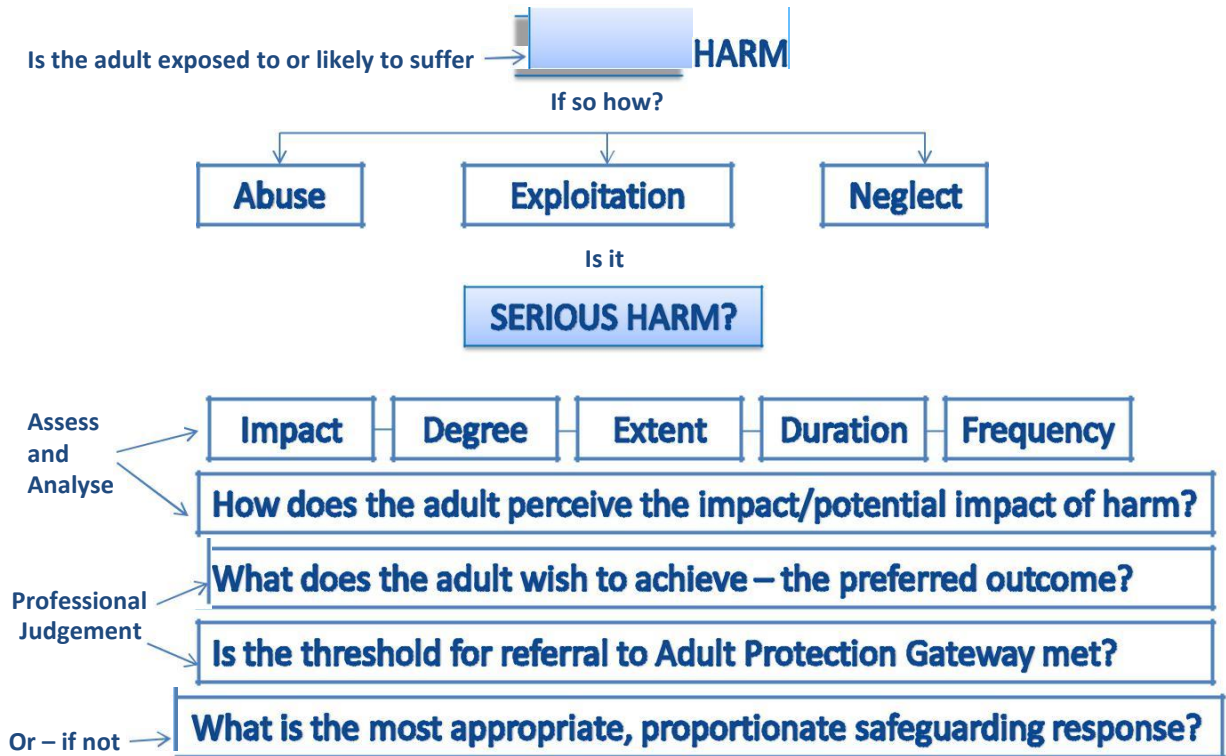 Is the adult exposed to or likely to suffer HARM
If so how?
Abuse Exploitation Neglect
Is it
SERIOUS HARM?
Assess
and
Analyse
Impact Degree Extent Duration Frequency
How does the adult perceive the impact/potential impact of harm?
What does the adult wish to achieve – the preferred outcome?
Professional
Judgement
Is the threshold for referral to Adult Protection Gateway met?
Or – if not
What is the most appropriate, proportionate safeguarding response?